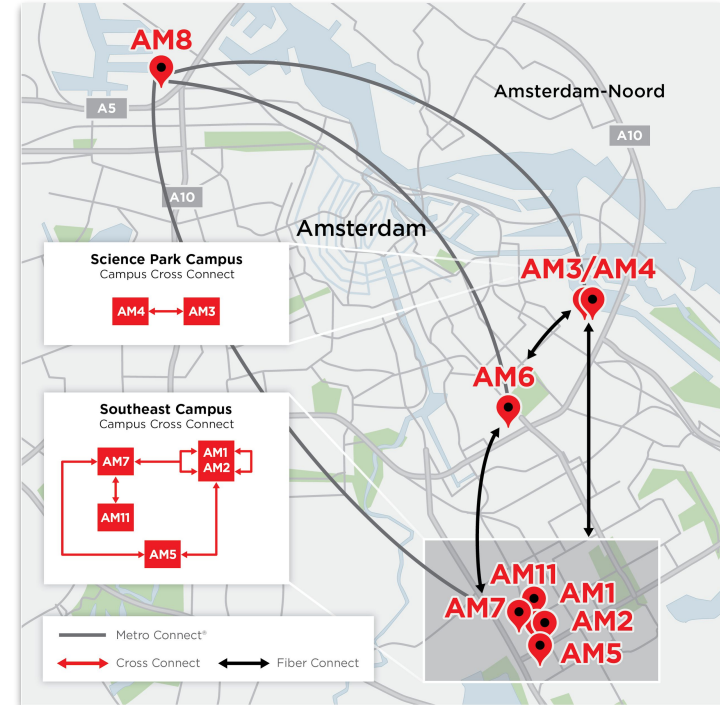 AM8
Amsterdam-Noord
A5
A10
A10
Amsterdam
Science Park Campus
Campus Cross Connect
AM4
AM3
AM3/AM4
AM6
Southeast Campus
Campus Cross Connect
AM7
AM1
AM2
AM11
AM5
AM11
AM1
AM7
AM2
AM5
Metro Connect®
Cross Connect
Fiber Connect